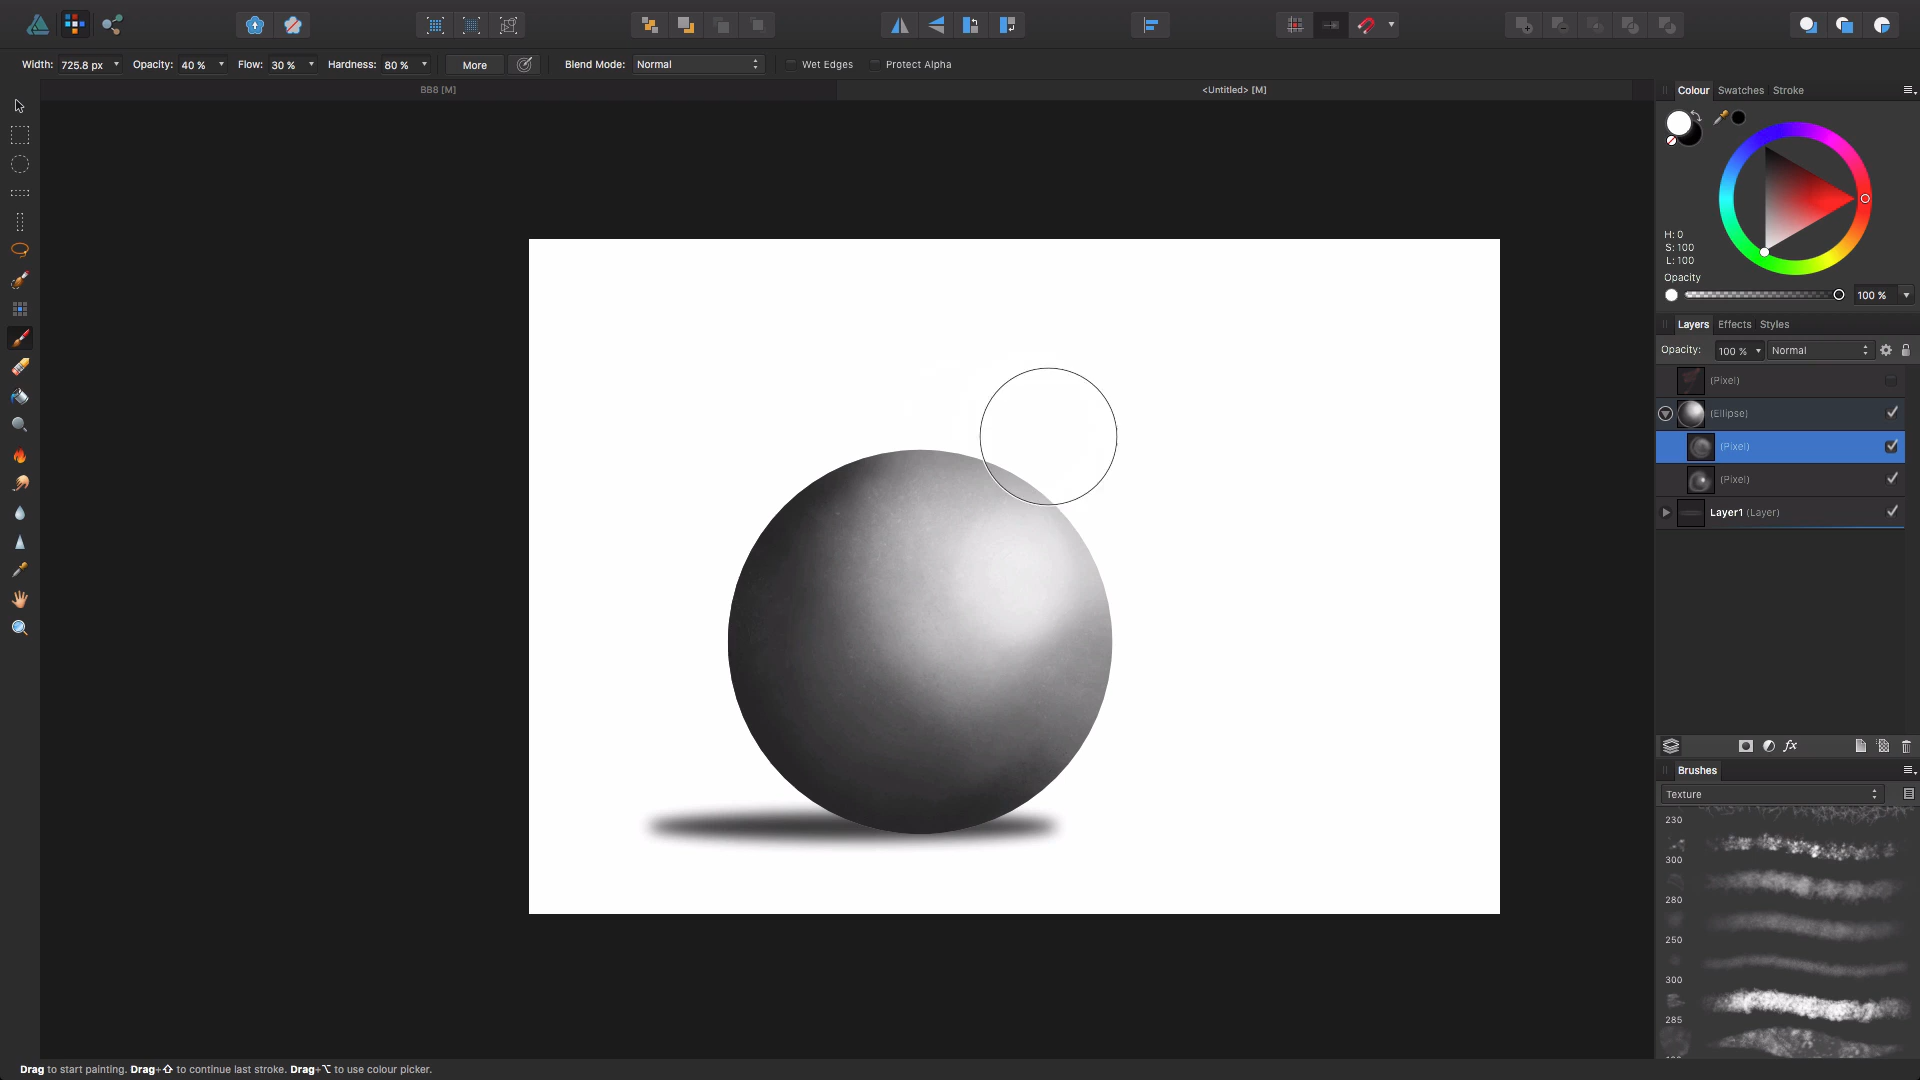 Width: 725.8 px Opacity: 40 % Flow: 30 % Hardness: 80 % More Blend Mode: Normal Wet Edges Protect Alpha
BB8 [M] <Untitled> [M]
Colour Swatches Stroke
H: 0
S: 100
L: 100
Opacity
100 %
Layers Effects Styles
Opacity: 100 % Normal
(Pixel)
(Ellipse)
(Pixel)
(Pixel)
Layer1 (Layer)
fx
Brushes
Texture
230
300
280
250
300
285
Drag to start painting. Drag+⇧ to continue last stroke. Drag+⌥ to use colour picker.